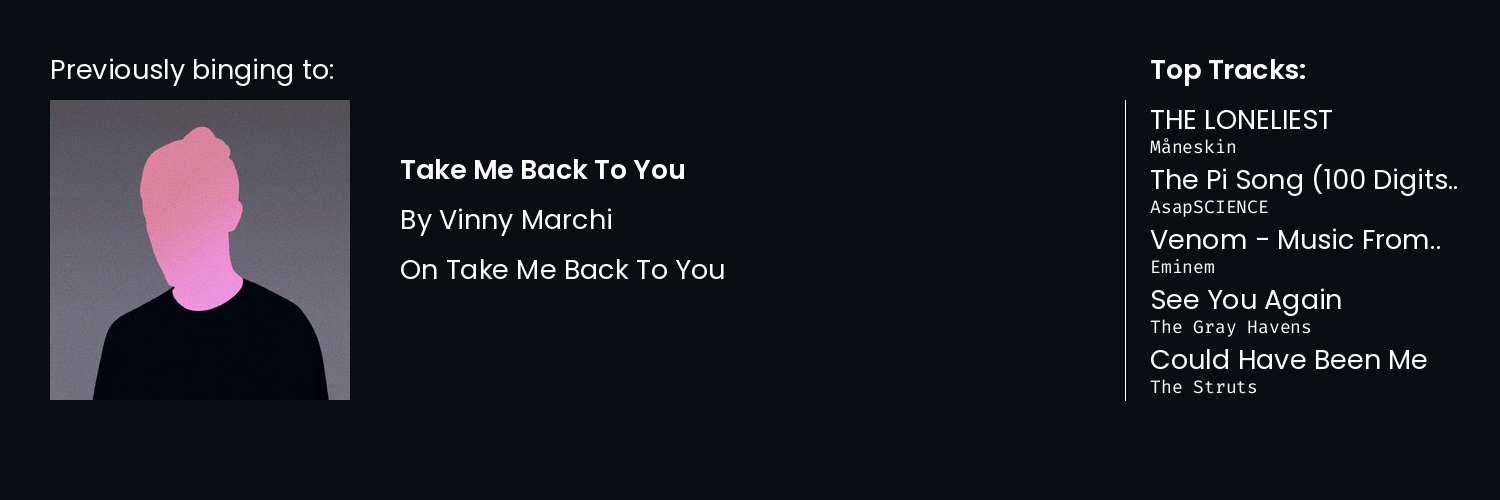 Previously binging to:
Take Me Back To You
By Vinny Marchi
On Take Me Back To You
Top Tracks:
THE LONELIEST
Måneskin
The Pi Song (100 Digits..
AsapSCIENCE
Venom - Music From..
Eminem
See You Again
The Gray Havens
Could Have Been Me
The Struts